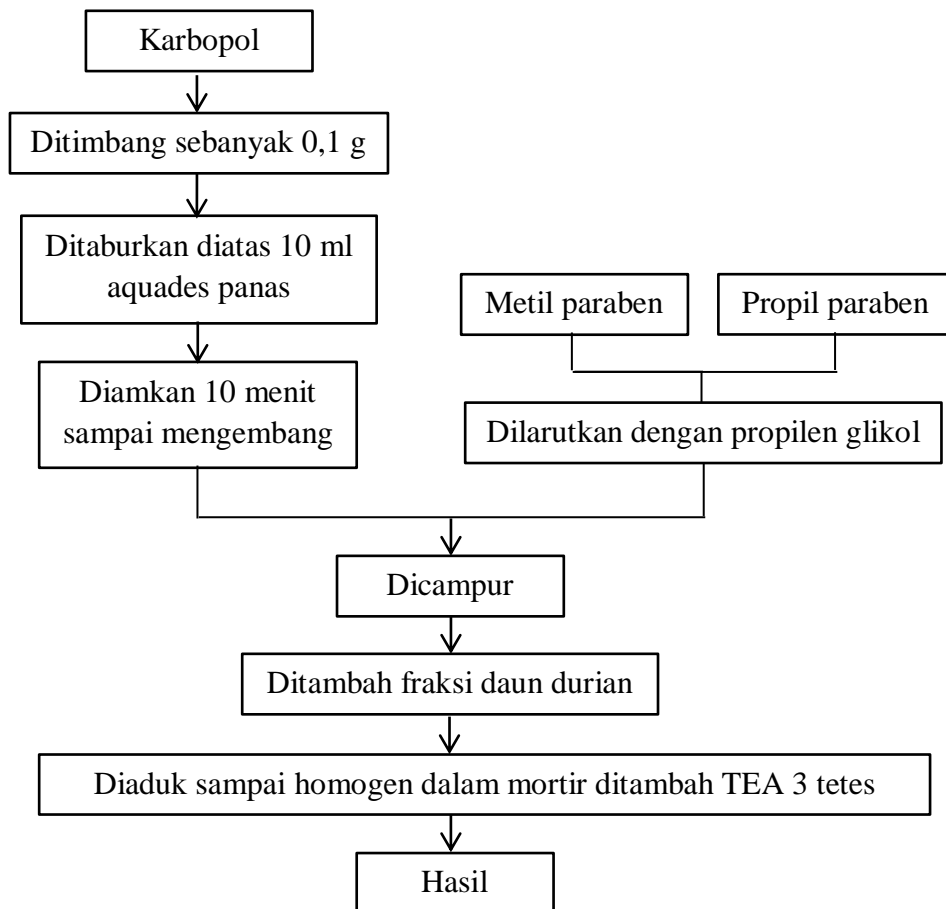 Karbopol
Ditimbang sebanyak 0,1 g
Ditaburkan diatas 10 ml
aquades panas
Diamkan 10 menit
sampai mengembang
Metil paraben
Propil paraben
Dilarutkan dengan propilen glikol
Dicampur
Ditambah fraksi daun durian
Diaduk sampai homogen dalam mortir ditambah TEA 3 tetes
Hasil